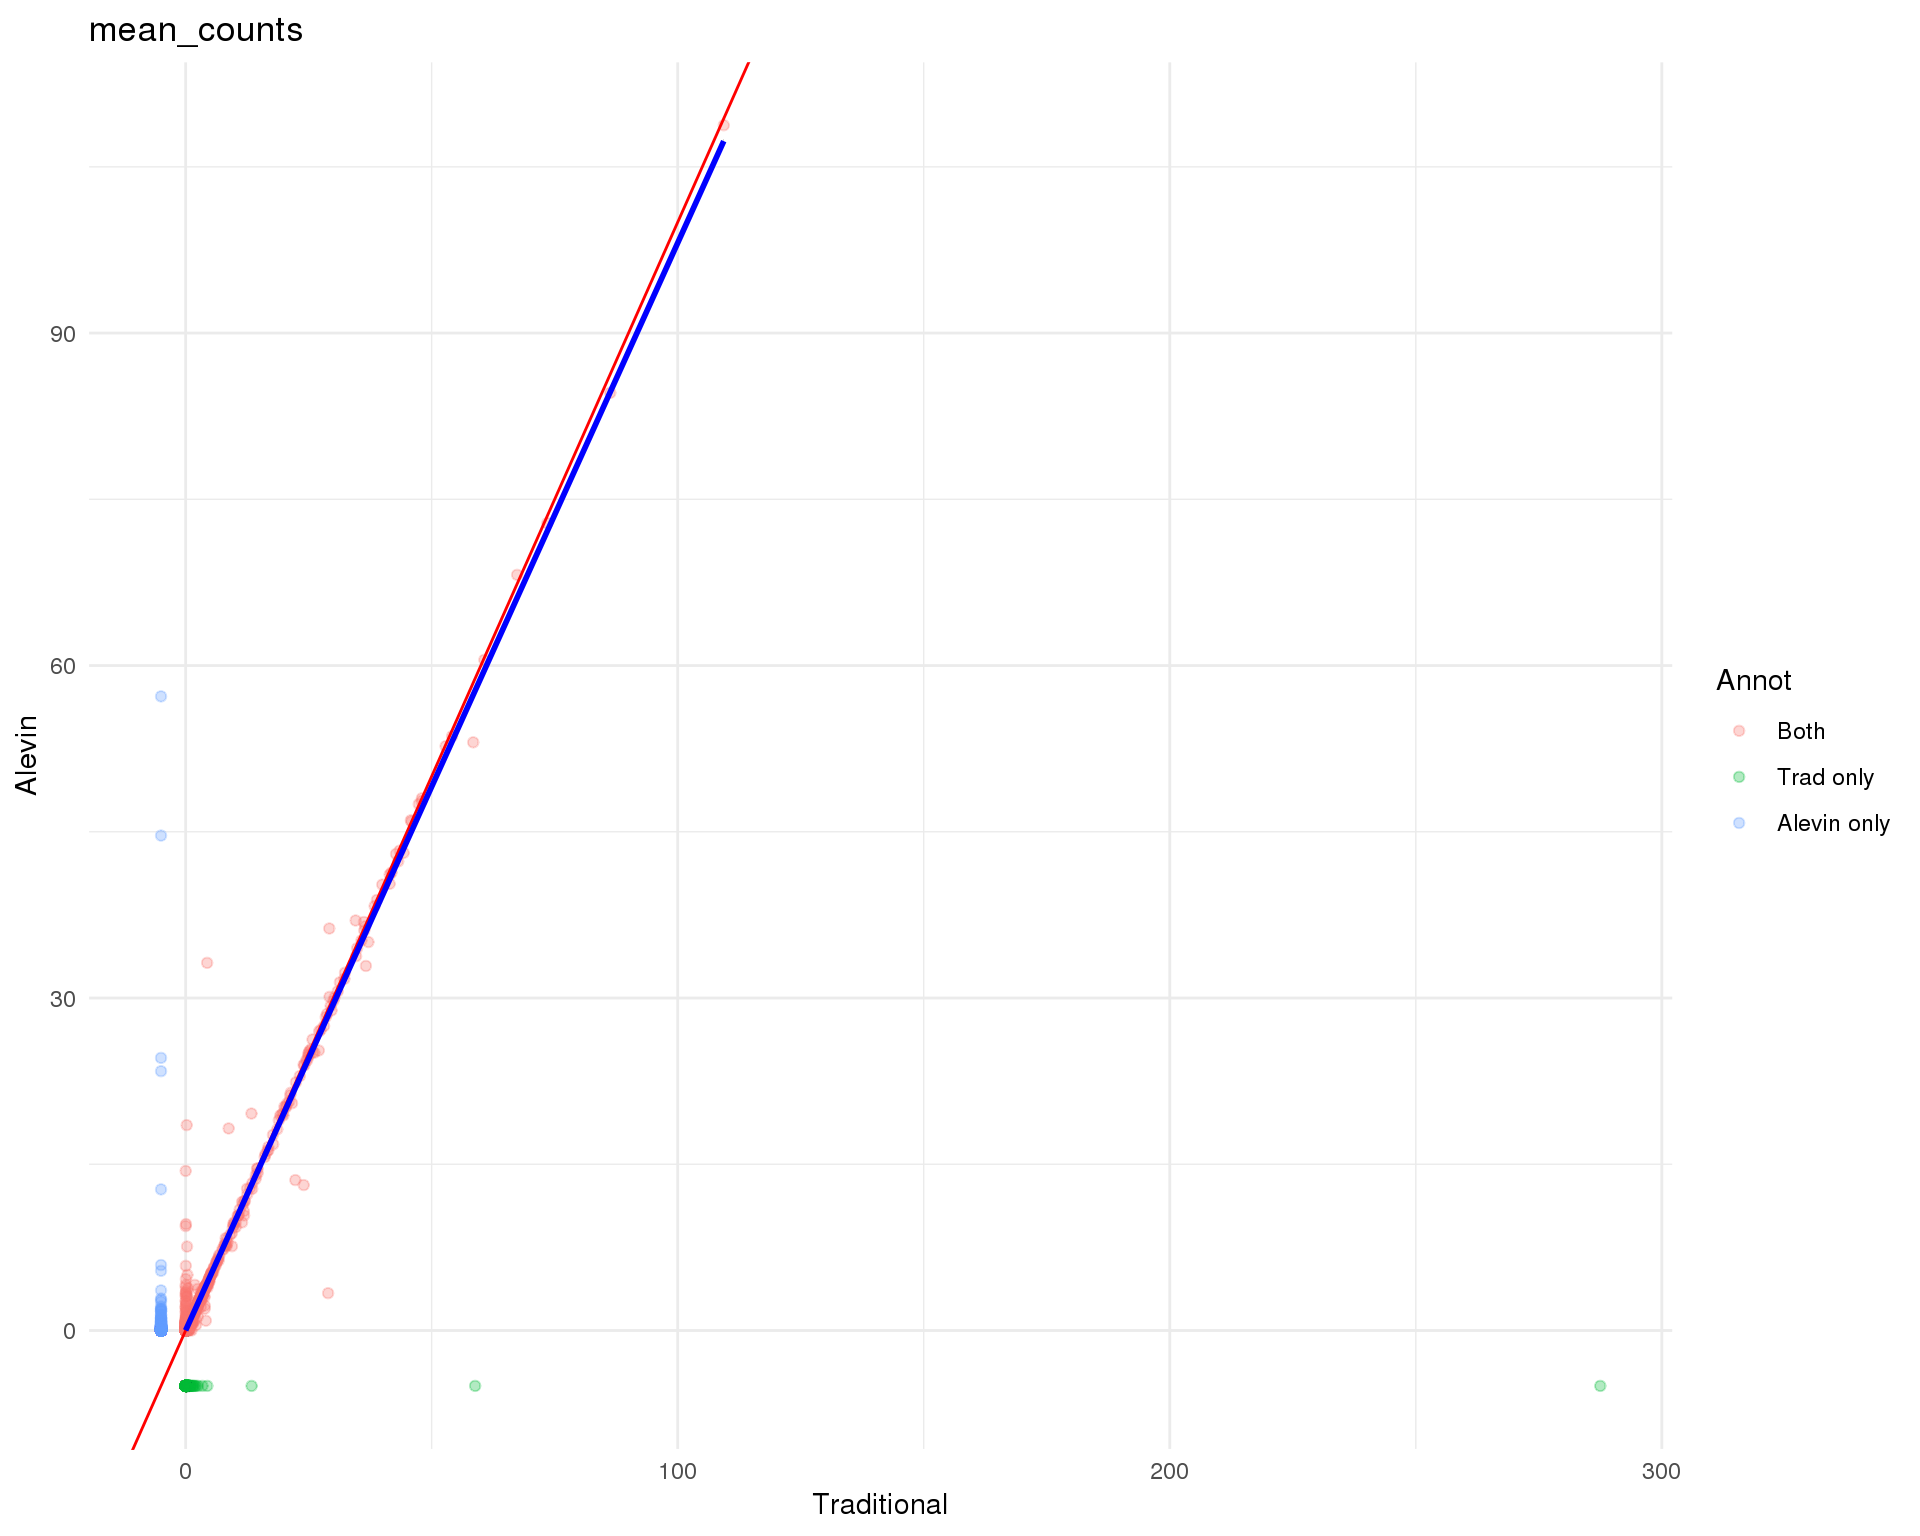 mean_counts
90
60
30
0
Alevin
0
100
200
300
Traditional
Annot
Both
Trad only
Alevin only